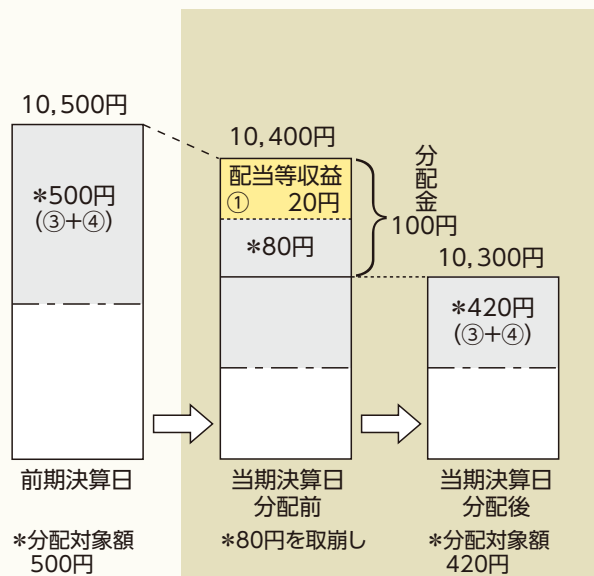 10,500円
*500円
(③+④)
前期決算日
*分配対象額
500円
10,400円
配当等収益
① 20円
*80円
分配金
100円
当期決算日
分配前
*80円を取崩し
10,300円
*420円
(③+④)
当期決算日
分配後
*分配対象額
420円